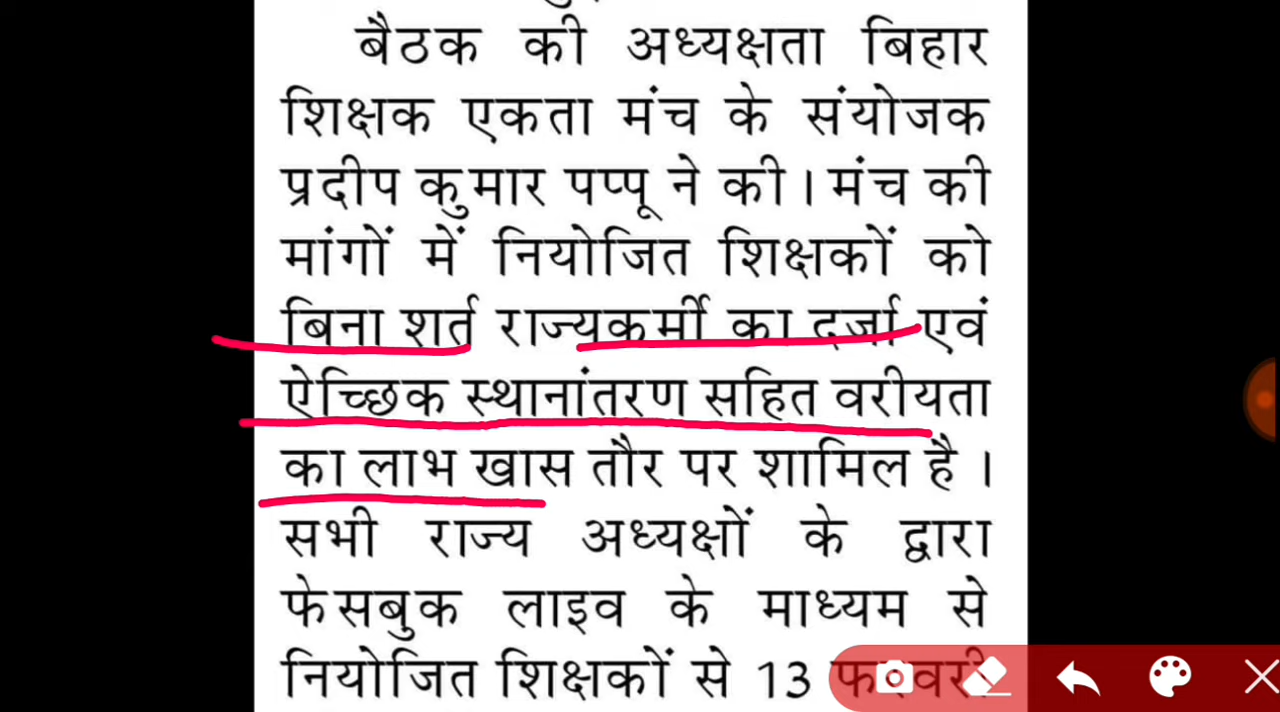 बैठक की अध्यक्षता बिहार
शिक्षक एकता मंच के संयोजक
प्रदीप कुमार पप्पू ने की। मंच की
मांगों में नियोजित शिक्षकों को
बिना शर्त राज्यकर्मी का दर्जा एवं
ऐच्छिक स्थानांतरण सहित वरीयता
का लाभ खास तौर पर शामिल है।
सभी राज्य अध्यक्षों के द्वारा
फेसबुक लाइव के माध्यम से
नियोजित शिक्षकों से 13 फरवरी